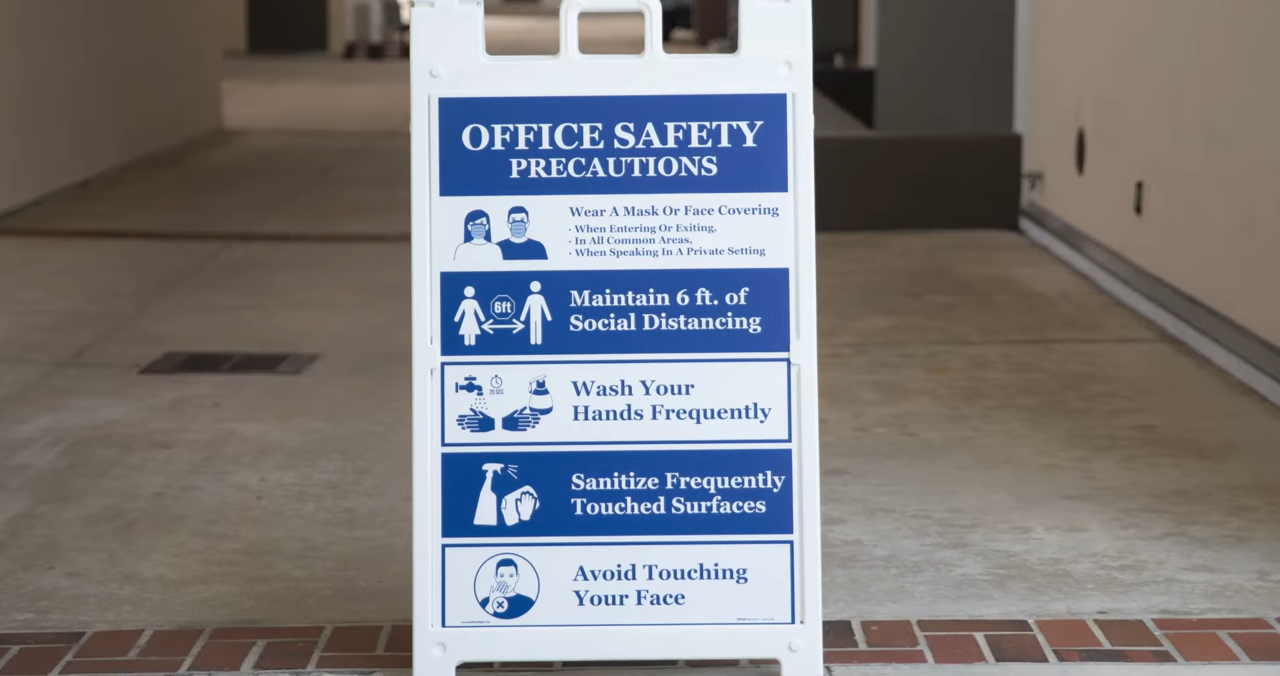 OFFICE SAFETY
PRECAUTIONS
Wear A Mask Or Face Covering
· When Entering Or Exiting,
· In All Common Areas,
· When Speaking In A Private Setting
6ft
Maintain 6 ft. of
Social Distancing
20 SEC
Wash Your
Hands Frequently
Sanitize Frequently
Touched Surfaces
Avoid Touching
Your Face